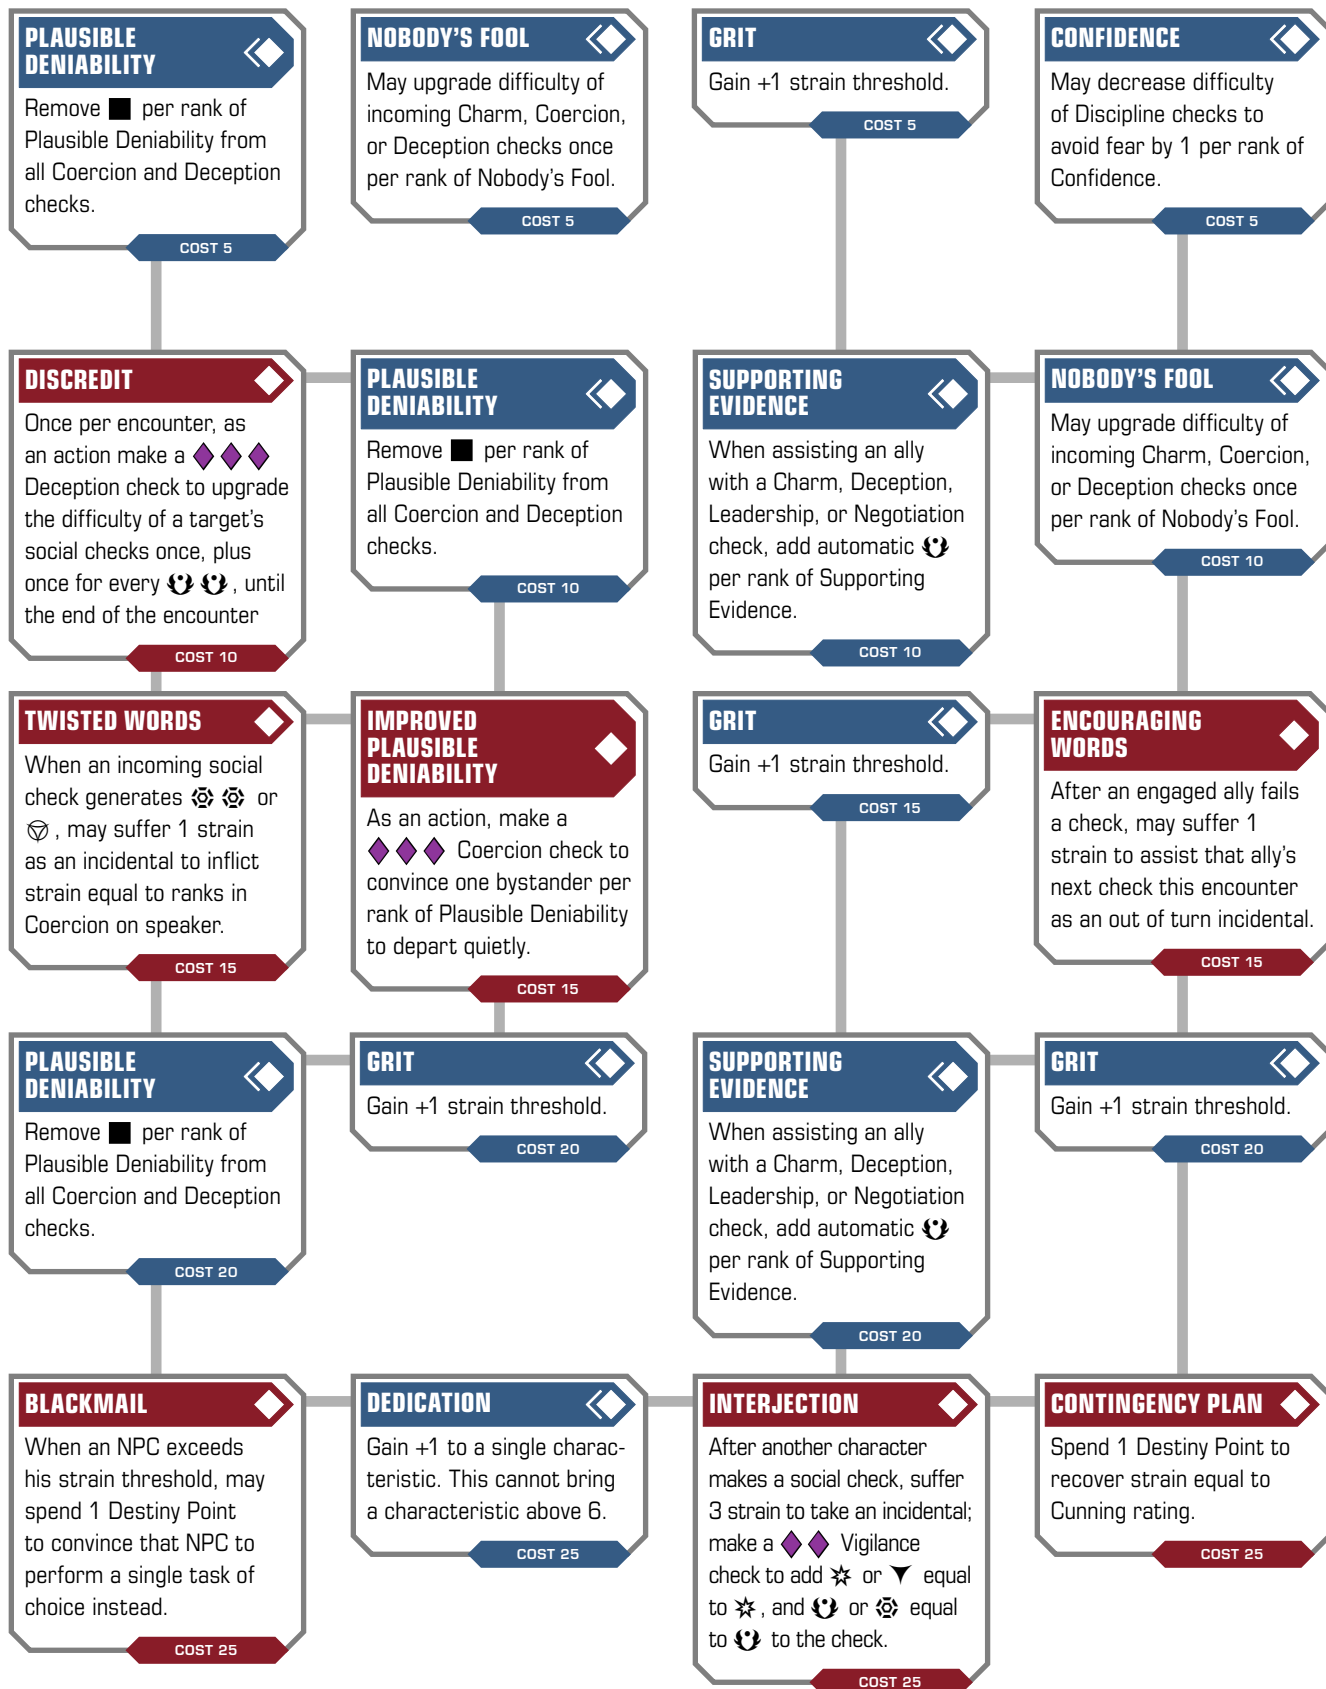 PLAUSIBLE
DENIABILITY
Remove per rank of
Plausible Deniability from
all Coercion and Deception
checks.
COST 5
NOBODY'S FOOL
May upgrade difficulty of
incoming Charm, Coercion,
or Deception checks once
per rank of Nobody's Fool.
COST 5
GRIT
Gain +1 strain threshold.
COST 5
CONFIDENCE
May decrease difficulty
of Discipline checks to
avoid fear by 1 per rank of
Confidence.
COST 5
DISCREDIT
Once per encounter, as
an action make a
Deception check to upgrade
the difficulty of a target's
social checks once, plus
once for every , until
the end of the encounter
COST 10
PLAUSIBLE
DENIABILITY
Remove per rank of
Plausible Deniability from
all Coercion and Deception
checks.
COST 10
SUPPORTING
EVIDENCE
When assisting an ally
with a Charm, Deception,
Leadership, or Negotiation
check, add automatic
per rank of Supporting
Evidence.
COST 10
NOBODY'S FOOL
May upgrade difficulty of
incoming Charm, Coercion,
or Deception checks once
per rank of Nobody's Fool.
COST 10
TWISTED WORDS
When an incoming social
check generates or
, may suffer 1 strain
as an incidental to inflict
strain equal to ranks in
Coercion on speaker.
COST 15
IMPROVED
PLAUSIBLE
DENIABILITY
As an action, make a
Coercion check to
convince one bystander per
rank of Plausible Deniability
to depart quietly.
COST 15
GRIT
Gain +1 strain threshold.
COST 15
ENCOURAGING
WORDS
After an engaged ally fails
a check, may suffer 1
strain to assist that ally's
next check this encounter
as an out of turn incidental.
COST 15
PLAUSIBLE
DENIABILITY
Remove per rank of
Plausible Deniability from
all Coercion and Deception
checks.
COST 20
GRIT
Gain +1 strain threshold.
COST 20
SUPPORTING
EVIDENCE
When assisting an ally
with a Charm, Deception,
Leadership, or Negotiation
check, add automatic
per rank of Supporting
Evidence.
COST 20
GRIT
Gain +1 strain threshold.
COST 20
BLACKMAIL
When an NPC exceeds
his strain threshold, may
spend 1 Destiny Point
to convince that NPC to
perform a single task of
choice instead.
COST 25
DEDICATION
Gain +1 to a single charac-
teristic. This cannot bring
a characteristic above 6.
COST 25
INTERJECTION
After another character
makes a social check, suffer
3 strain to take an incidental;
make a Vigilance
check to add or equal
to , and or equal
to to the check.
COST 25
CONTINGENCY PLAN
Spend 1 Destiny Point to
recover strain equal to
Cunning rating.
COST 25